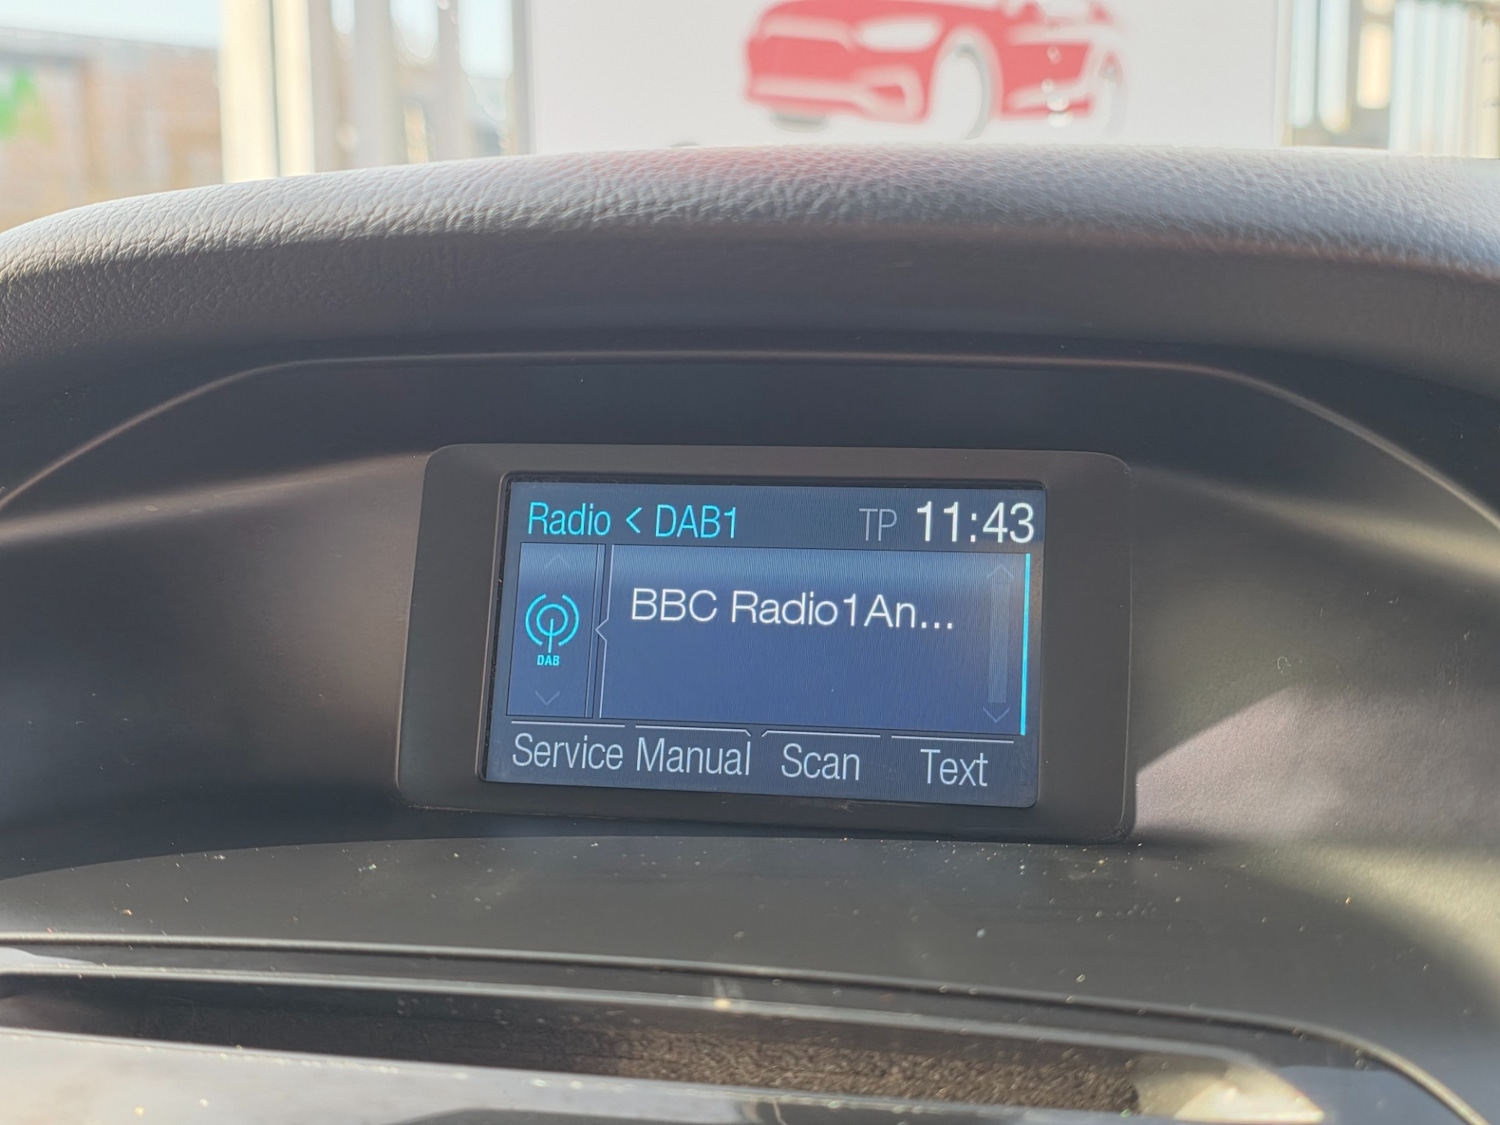 Radio < DAB1 TP 11:43
DAB
BBC Radio1An...
Service Manual Scan Text